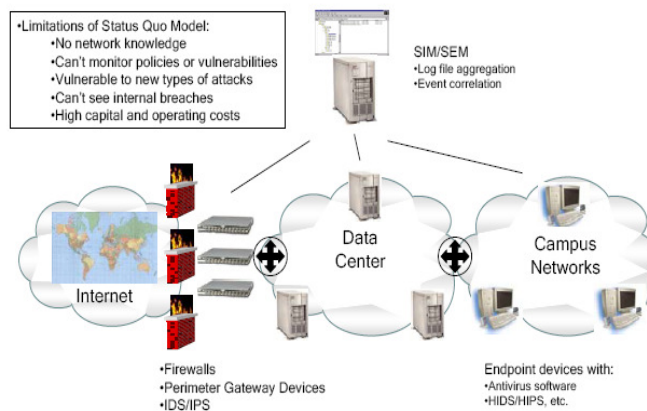 •Limitations of Status Quo Model:
•No network knowledge
•Can't monitor policies or vulnerabilities
•Vulnerable to new types of attacks
•Can't see internal breaches
•High capital and operating costs
SIM/SEM
•Log file aggregation
•Event correlation
Internet
Data
Center
Campus
Networks
•Firewalls
•Perimeter Gateway Devices
•IDS/IPS
Endpoint devices with:
•Antivirus software
•HIDS/HIPS, etc.